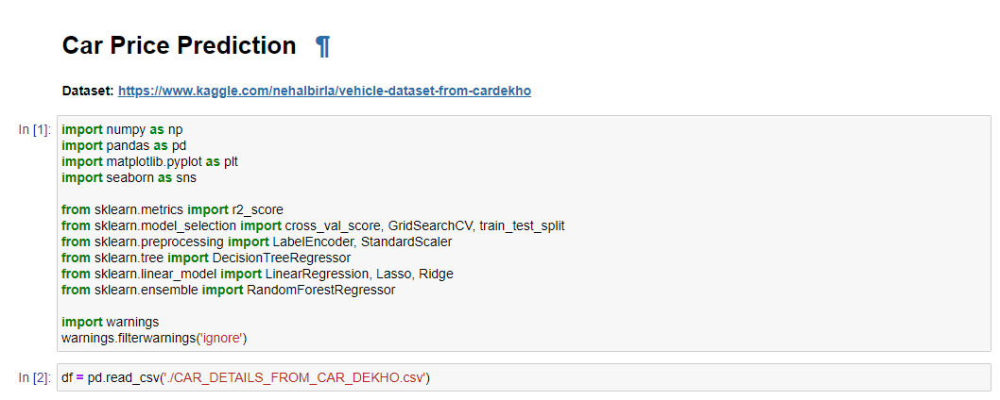 Car Price Prediction ¶
Dataset: https://www.kaggle.com/nehalbirla/vehicle-dataset-from-cardekho
In [1]: import numpy as np
import pandas as pd
import matplotlib.pyplot as plt
import seaborn as sns
from sklearn.metrics import r2_score
from sklearn.model_selection import cross_val_score, GridSearchCV, train_test_split
from sklearn.preprocessing import LabelEncoder, StandardScaler
from sklearn.tree import DecisionTreeRegressor
from sklearn.linear_model import LinearRegression, Lasso, Ridge
from sklearn.ensemble import RandomForestRegressor
import warnings
warnings.filterwarnings('ignore')
In [2]: df = pd.read_csv('./CAR_DETAILS_FROM_CAR_DEKHO.csv')